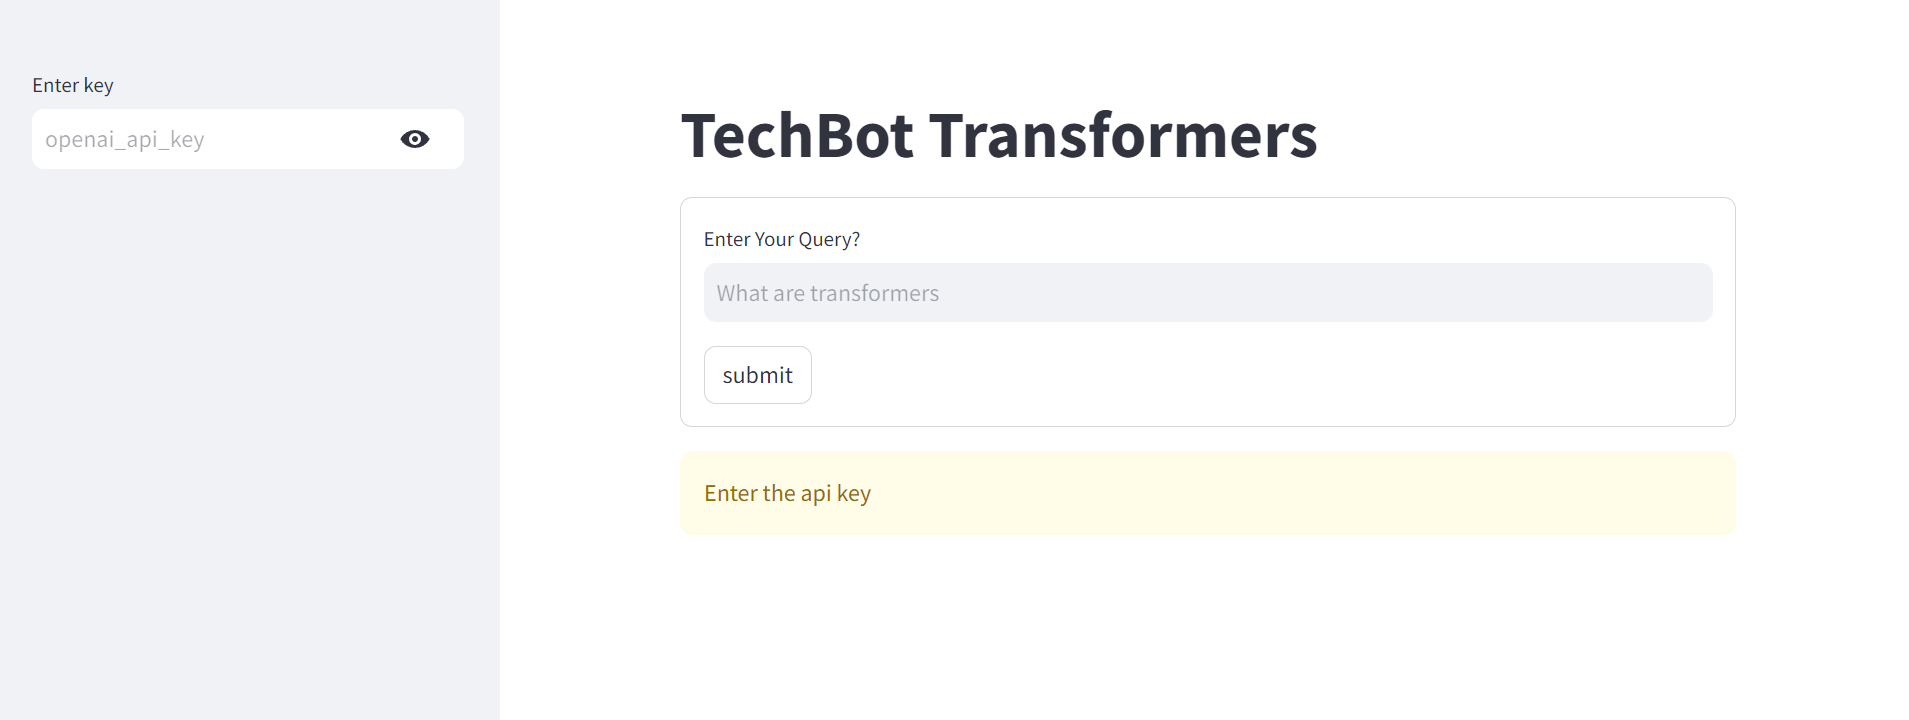 Enter key
openai_api_key
TechBot Transformers
Enter Your Query?
What are transformers
submit
Enter the api key